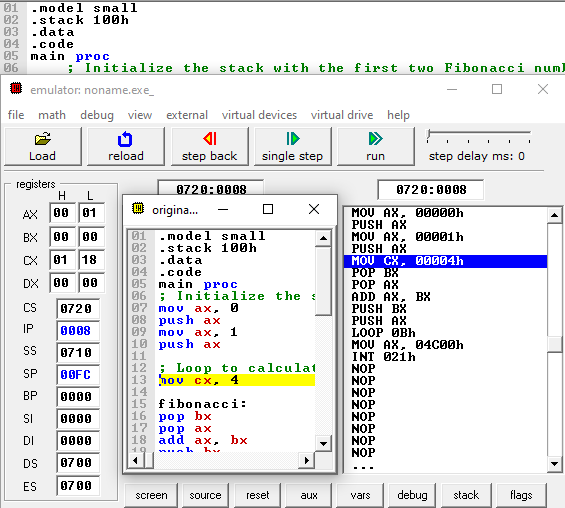 01 .model small
02 .stack 100h
03 .data
04 .code
05 main proc
06 ; Initialize the stack with the first two Fibonacci
emulator: noname.exe_
file math debug view external virtual devices virtual drive help
Load reload step back single step run step delay ms: 0
registers
H L
AX 00 01
BX 00 00
CX 01 18
DX 00 00
CS 0720
IP 0008
SS 0710
SP 00FC
BP 0000
SI 0000
DI 0000
DS 0700
ES 0700
0720:0008
0720:0008
origina...
01 .model small
02 .stack 100h
03 .data
04 .code
05 main proc
06 ; Initialize the s
07 mov ax, 0
08 push ax
09 mov ax, 1
10 push ax
11
12 ; Loop to calculat
13 mov cx, 4
14
15 fibonacci:
16 pop bx
17 pop ax
18 add ax, bx
19 push bx
MOV AX, 00000h
PUSH AX
MOV AX, 00001h
PUSH AX
MOV CX, 00004h
POP BX
POP AX
ADD AX, BX
PUSH BX
PUSH AX
LOOP 0Bh
MOV AX, 04C00h
INT 021h
NOP
NOP
NOP
NOP
NOP
NOP
NOP
NOP
...
screen source reset aux vars debug stack flags